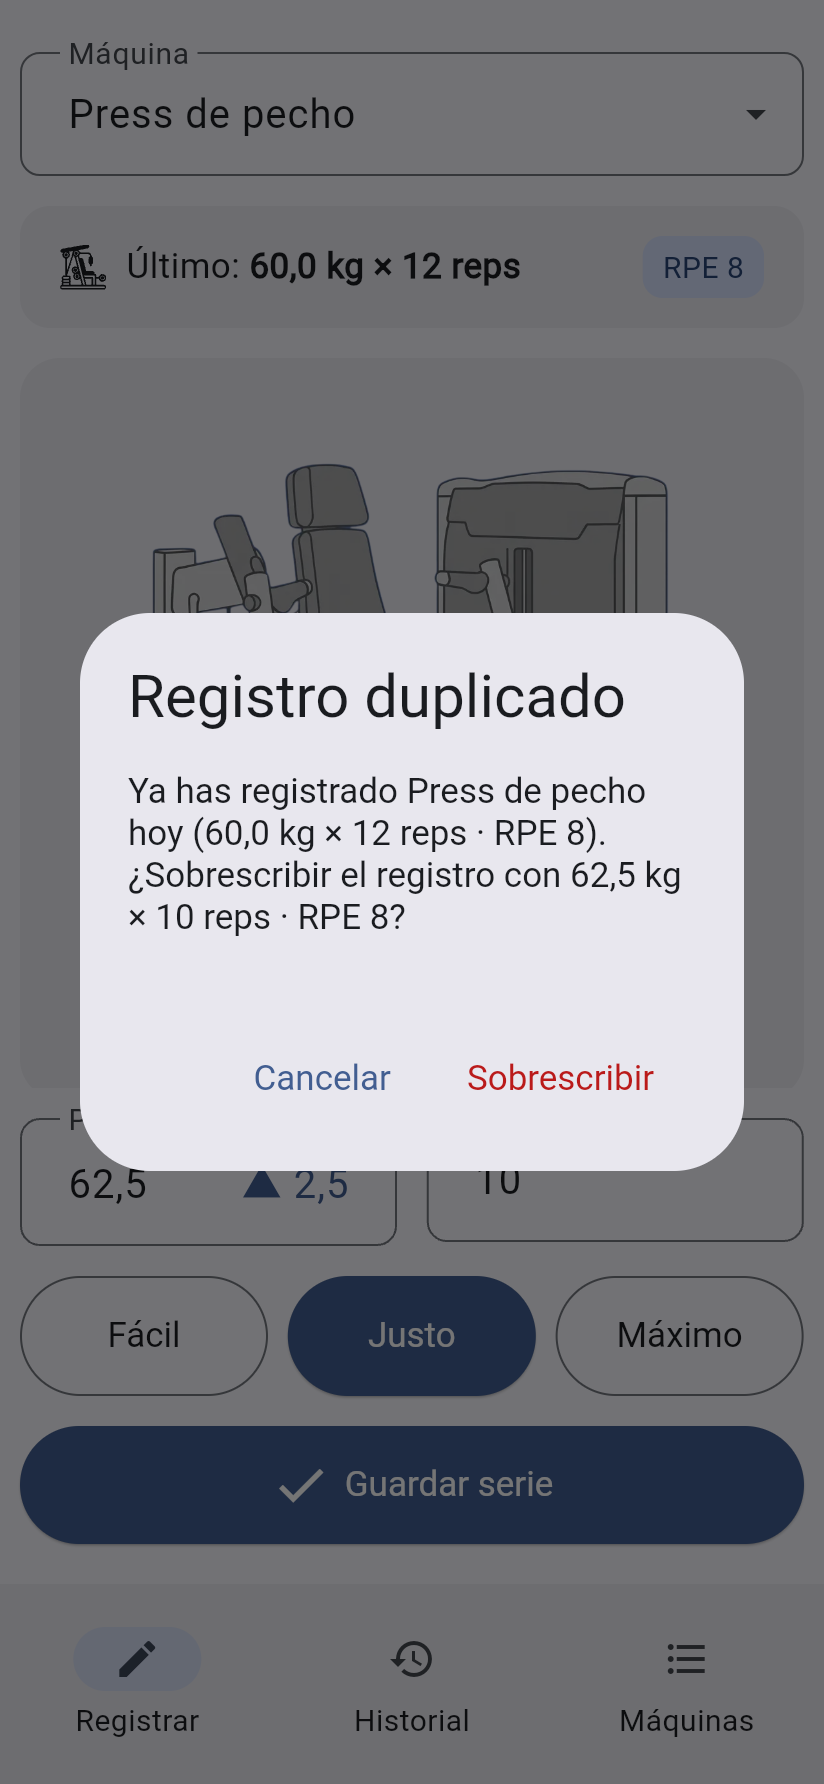 Máquina
Press de pecho
Último: 60,0 kg × 12 reps
RPE 8
Registro duplicado
Ya has registrado Press de pecho
hoy (60,0 kg × 12 reps · RPE 8).
¿Sobrescribir el registro con 62,5 kg
× 10 reps · RPE 8?
Cancelar
Sobrescribir
62,5
2,5
10
Fácil
Justo
Máximo
Guardar serie
Registrar
Historial
Máquinas